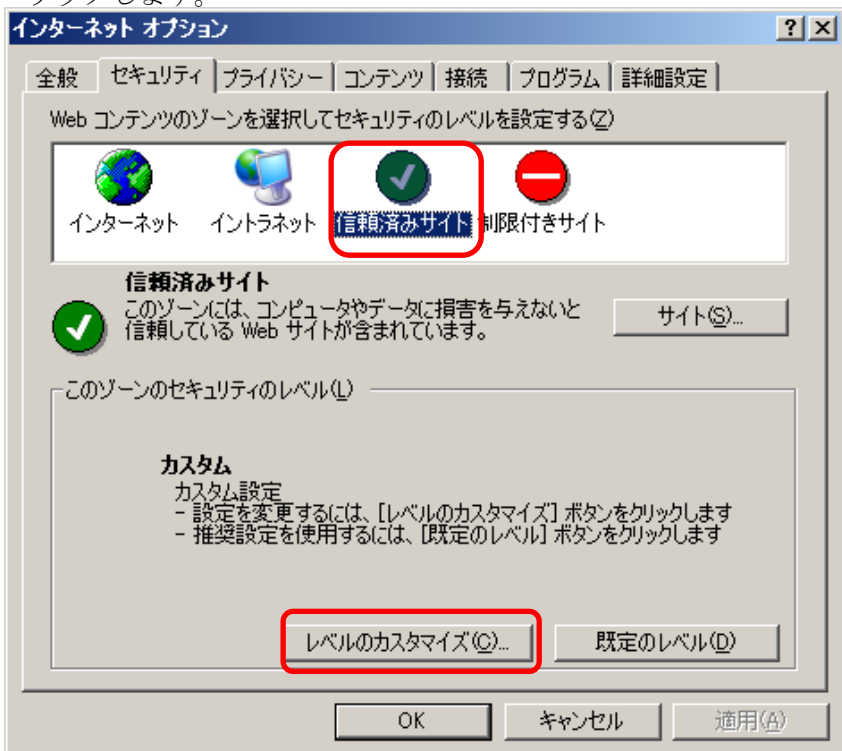 クリックします。
インターネット オプション
全般 セキュリティ プライバシー コンテンツ 接続 プログラム 詳細設定
Web コンテンツのゾーンを選択してセキュリティのレベルを設定する(Z)
インターネット イントラネット 信頼済みサイト 制限付きサイト
信頼済みサイト
このゾーンには、コンピュータやデータに損害を与えないと
信頼している Web サイトが含まれています。
サイト(S)...
このゾーンのセキュリティのレベル(L)
カスタム
カスタム設定
- 設定を変更するには、[レベルのカスタマイズ] ボタンをクリックします
- 推奨設定を使用するには、[既定のレベル] ボタンをクリックします
レベルのカスタマイズ(C)... 既定のレベル(D)
OK キャンセル 適用(A)